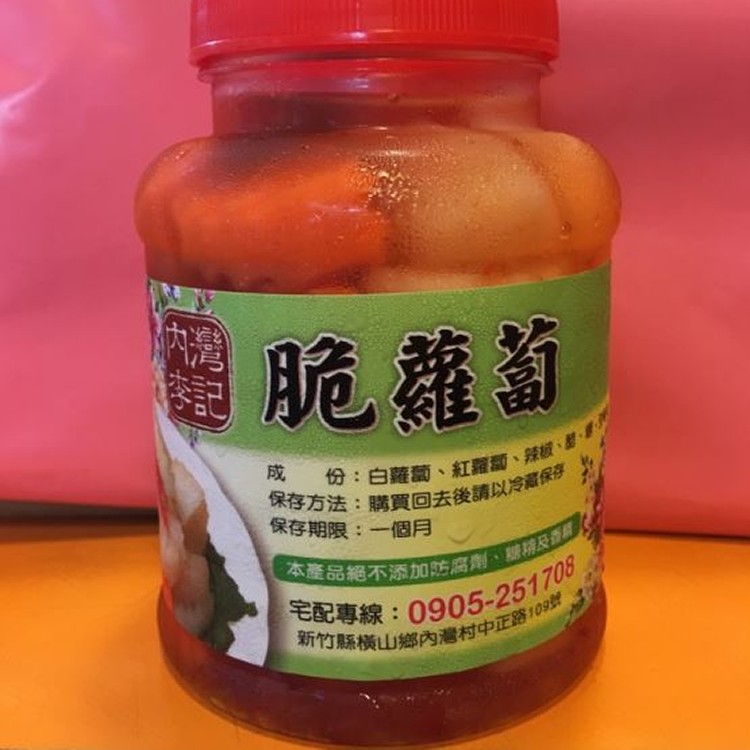 內灣
李記
脆蘿蔔
成　份：白蘿蔔、紅蘿蔔、辣椒、醋、糖、
保存方法：購買回去後請以冷藏保存
保存期限：一個月
本產品絕不添加防腐劑、糖精及香精
宅配專線：0905-251708
新竹縣橫山鄉內灣村中正路109號